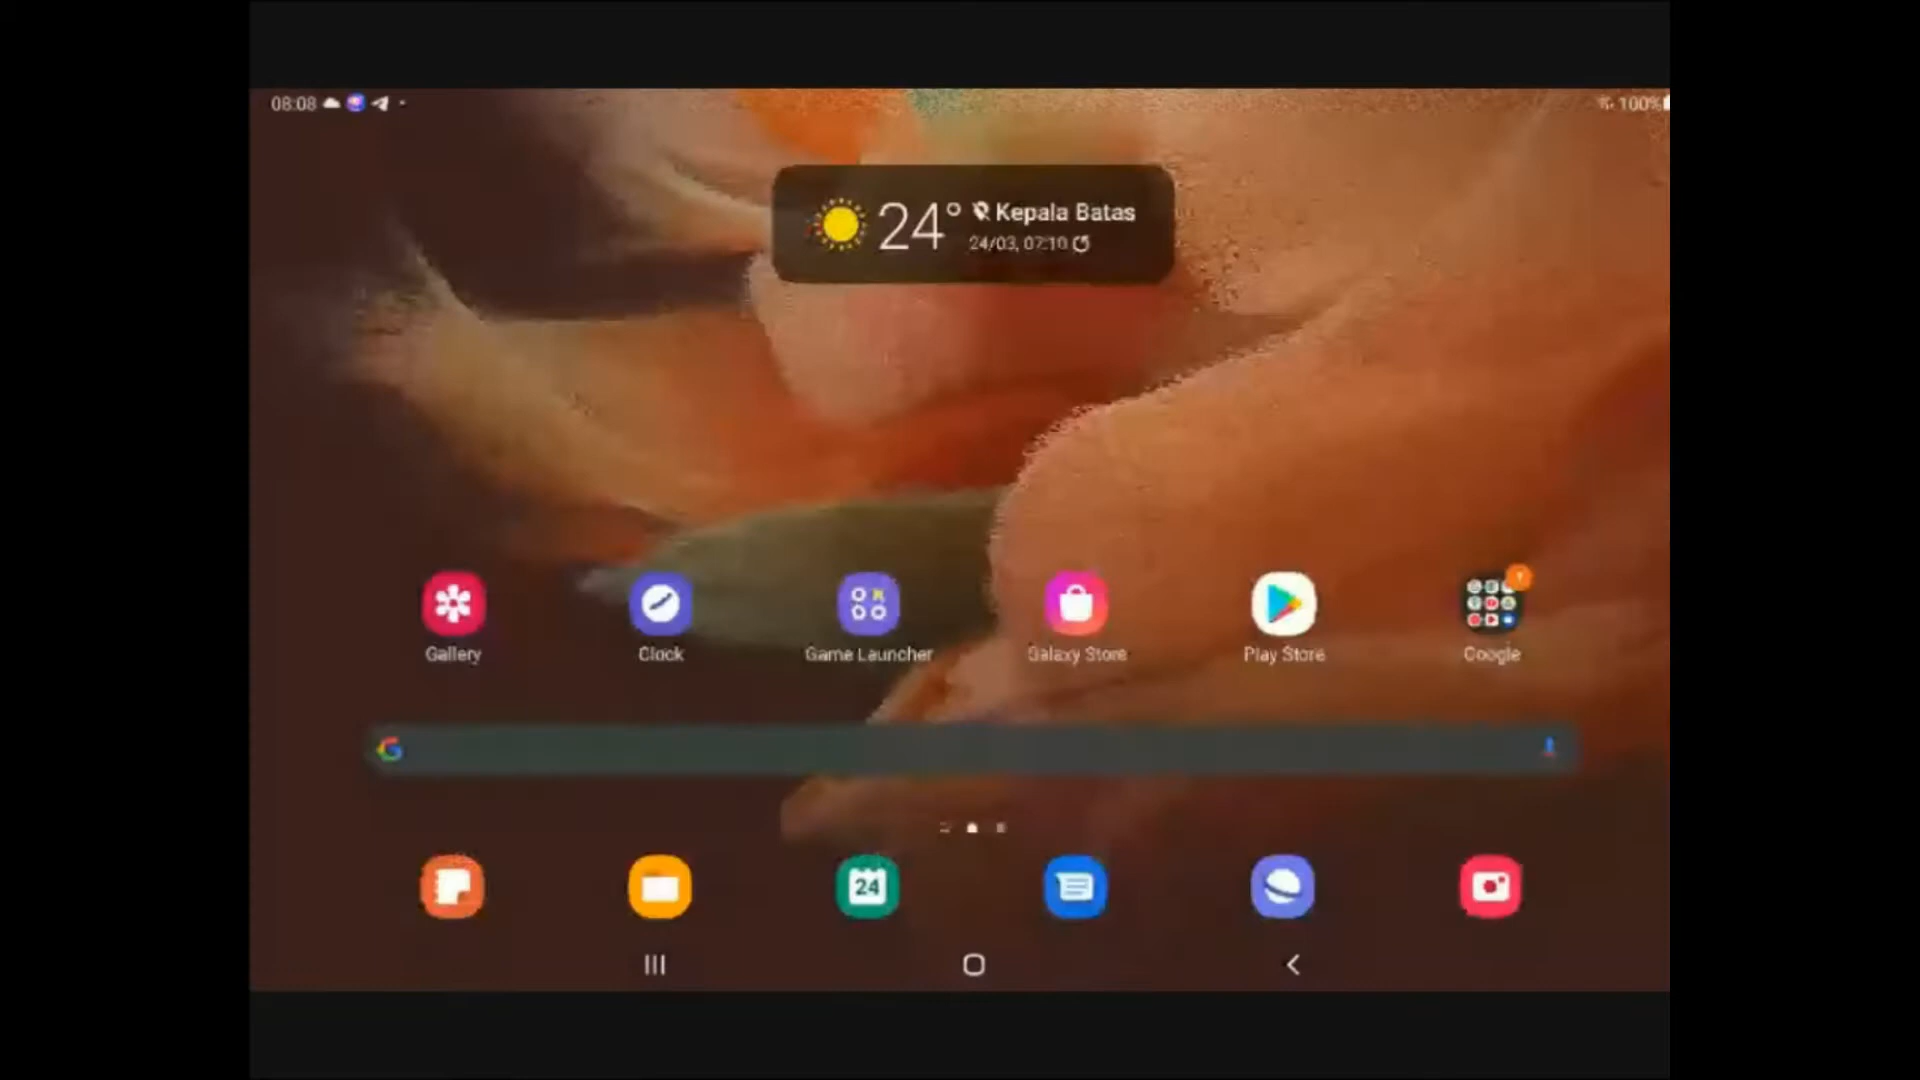 08:08
100%
24° Kepala Batas
24/03, 07:10
Gallery
Clock
Game Launcher
Galaxy Store
Play Store
Google
24